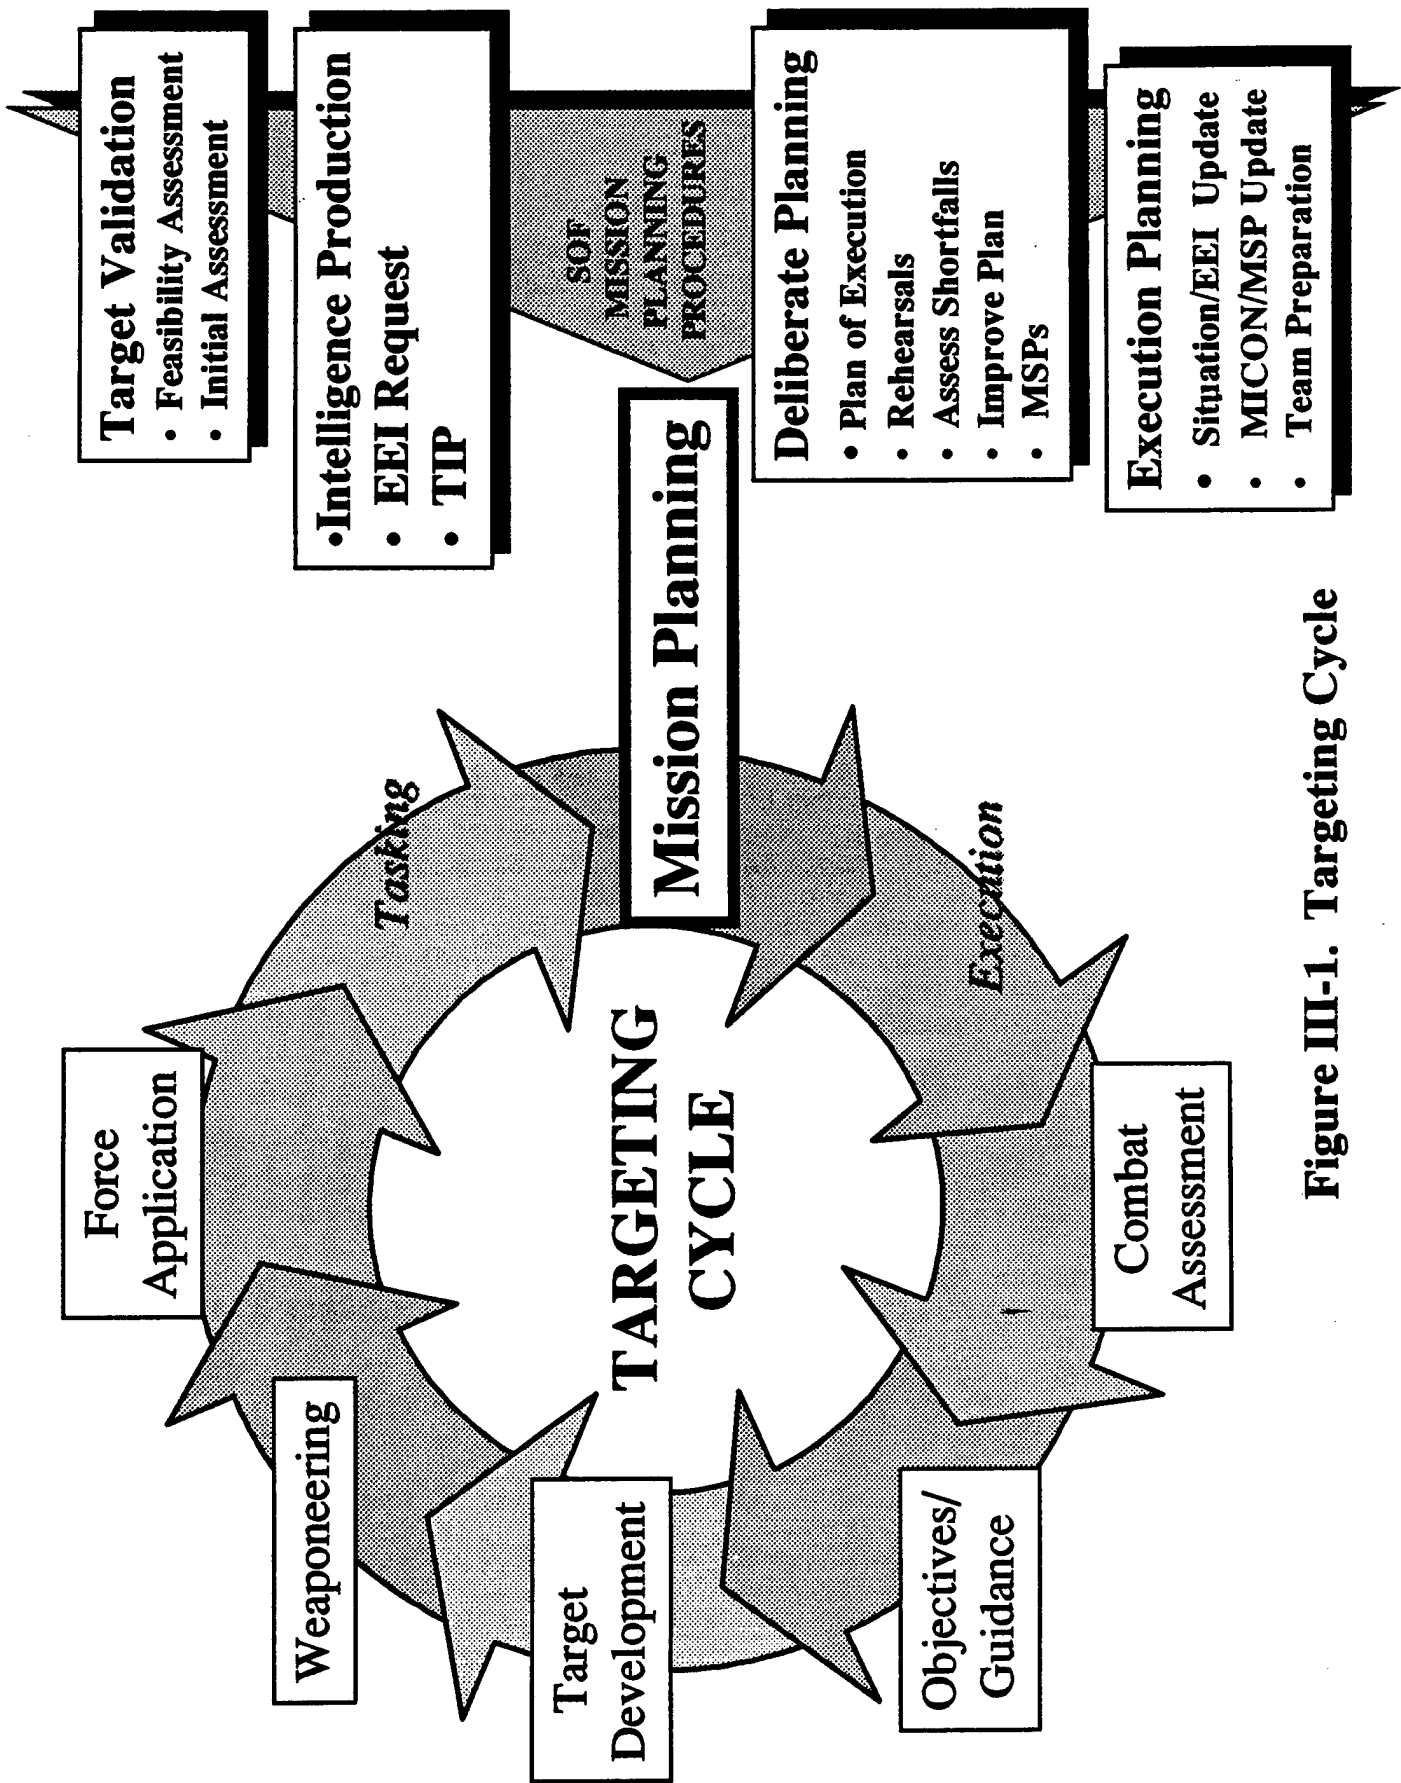 Force
Application
Weaponeering
Tasking
Target
Development
TARGETING
CYCLE
Mission Planning
Objectives/
Guidance
Execution
Combat
Assessment
Target Validation
• Feasibility Assessment
• Initial Assessment
•Intelligence Production
• EEI Request
• TIP
SOF
MISSION
PLANNING
PROCEDURES
Deliberate Planning
• Plan of Execution
• Rehearsals
• Assess Shortfalls
• Improve Plan
• MSPs
Execution Planning
• Situation/EEI Update
• MICON/MSP Update
• Team Preparation
Figure III-1. Targeting Cycle